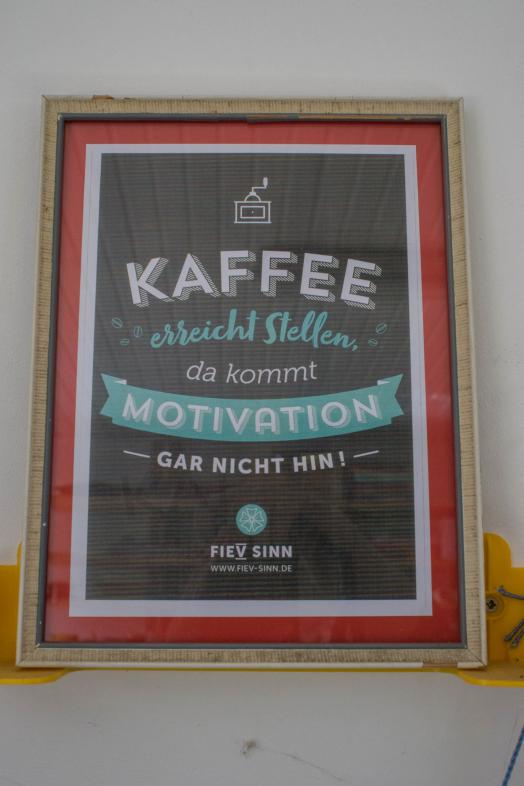 KAFFEE
erreicht Stellen,
da kommt
MOTIVATION
GAR NICHT HIN!
FIEV SINN
WWW.FIEV-SINN.DE